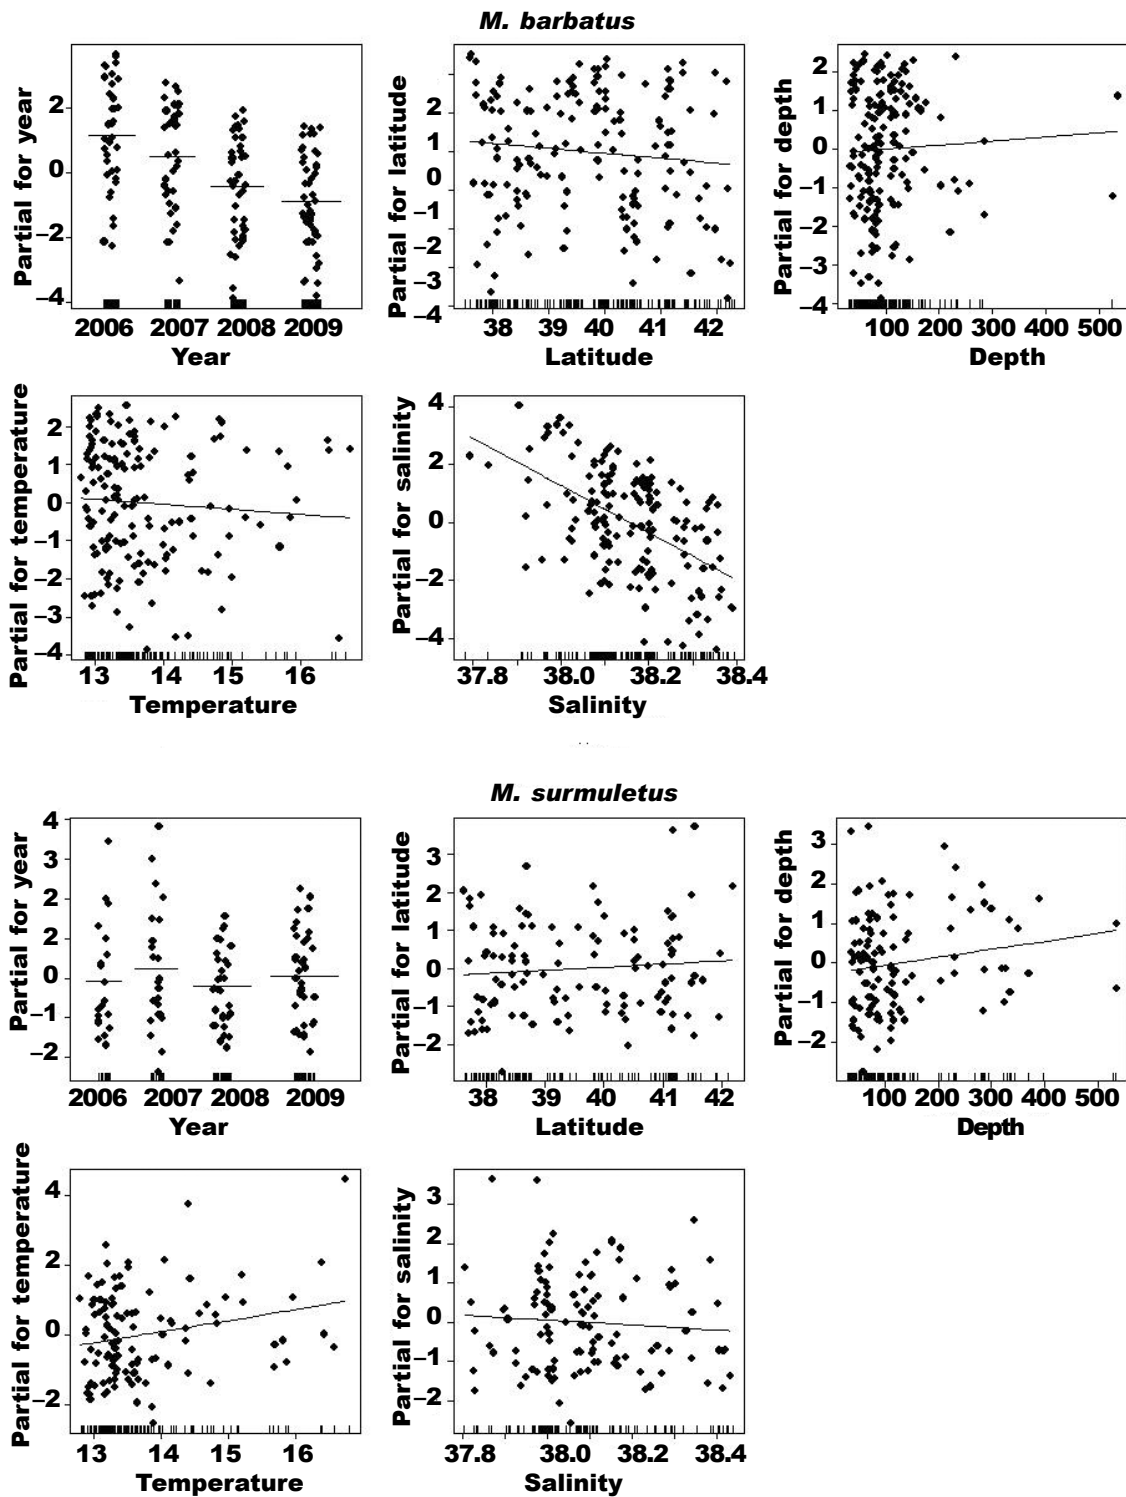 M. barbatus
Partial for year
2
0
−2
−4
2006 2007 2008 2009
Year
Partial for latitude
2
1
0
−1
−2
−3
−4
38 39 40 41 42
Latitude
Partial for depth
2
1
0
−1
−2
−3
−4
100 200 300 400 500
Depth
Partial for temperature
2
1
0
−1
−2
−3
−4
13 14 15 16
Temperature
Partial for salinity
4
2
0
−2
−4
37.8 38.0 38.2 38.4
Salinity
M. surmuletus
Partial for year
4
3
2
2
0
−1
−2
2006 2007 2008 2009
Year
Partial for latitude
3
2
1
0
−1
−2
38 39 40 41 42
Latitude
Partial for depth
3
2
1
0
−1
−2
100 200 300 400 500
Depth
Partial for temperature
4
2
0
−2
13 14 15 16
Temperature
Partial for salinity
3
2
1
0
−1
−2
37.8 38.0 38.2 38.4
Salinity